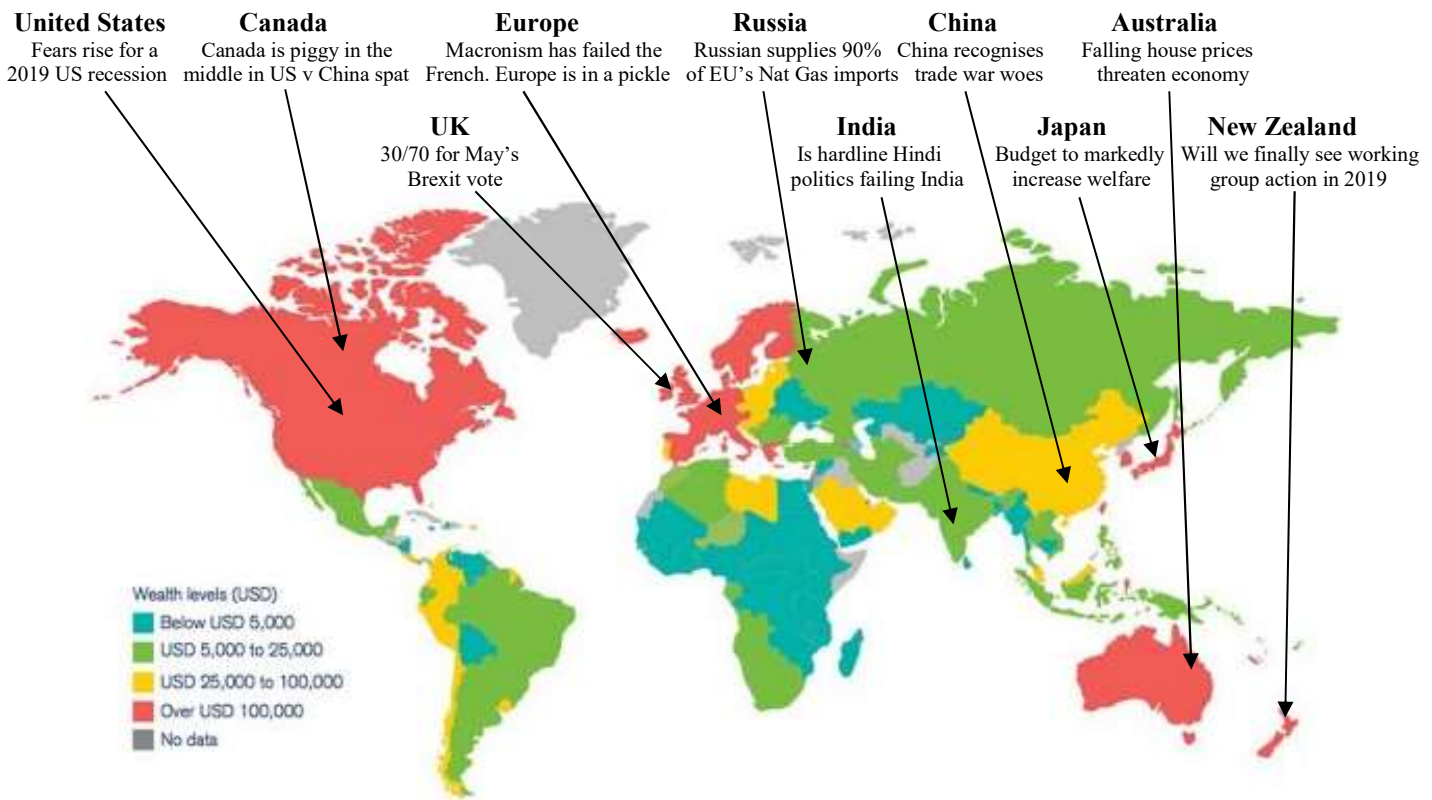 United States
Fears rise for a
2019 US recession
Canada
Canada is piggy in the
middle in US v China spat
Europe
Macronism has failed the
French. Europe is in a pickle
Russia
Russian supplies 90%
of EU's Nat Gas imports
China
China recognises
trade war woes
Australia
Falling house prices
threaten economy
UK
30/70 for May's
Brexit vote
India
Is hardline Hindi
politics failing India
Japan
Budget to markedly
increase welfare
New Zealand
Will we finally see working
group action in 2019
Wealth levels (USD)
Below USD 5,000
USD 5,000 to 25,000
USD 25,000 to 100,000
Over USD 100,000
No data